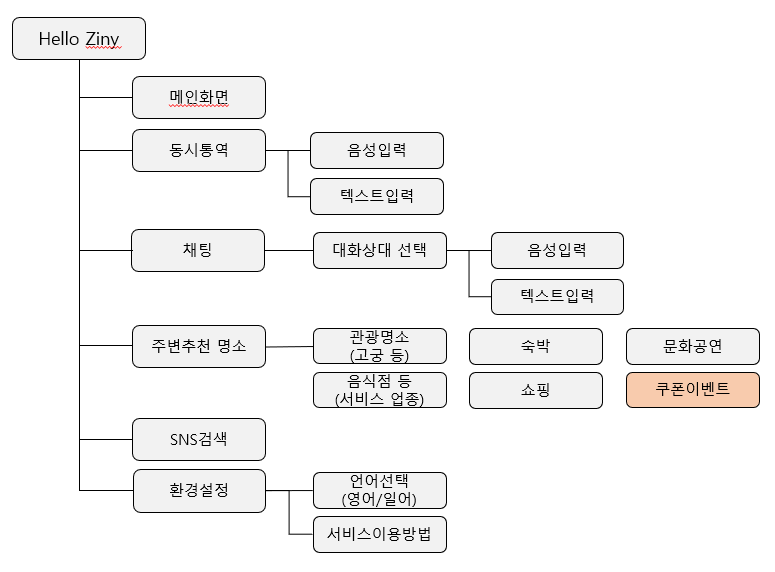 Hello Ziny
메인화면
동시통역
음성입력
텍스트입력
채팅
대화상대 선택
음성입력
텍스트입력
주변추천 명소
관광명소
(고궁 등)
숙박
문화공연
음식점 등
(서비스 업종)
쇼핑
쿠폰이벤트
SNS검색
환경설정
언어선택
(영어/일어)
서비스이용방법